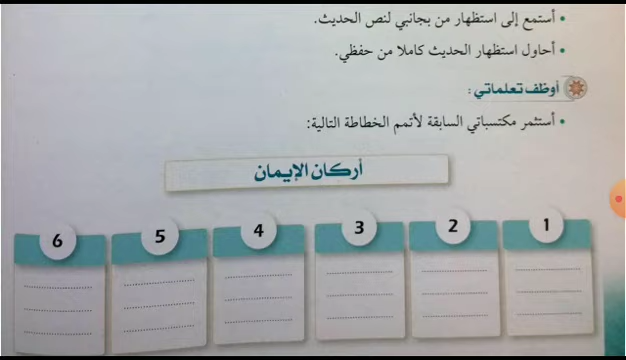 • أستمع إلى استظهار من بجانبي لنص الحديث.
• أحاول استظهار الحديث كاملا من حفظي.
أوظف تعلماتي :
• أستثمر مكتسباتي السابقة لأتمم الخطاطة التالية:
أركان الإيمان
1 2 3 4 5 6